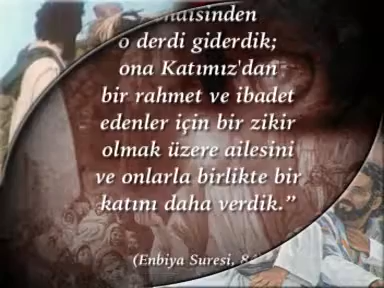 o derdi giderdik;
ona Katımız'dan
bir rahmet ve ibadet
edenler için bir zikir
olmak üzere ailesini
ve onlarla birlikte bir
katını daha verdik."
(Enbiya Suresi,